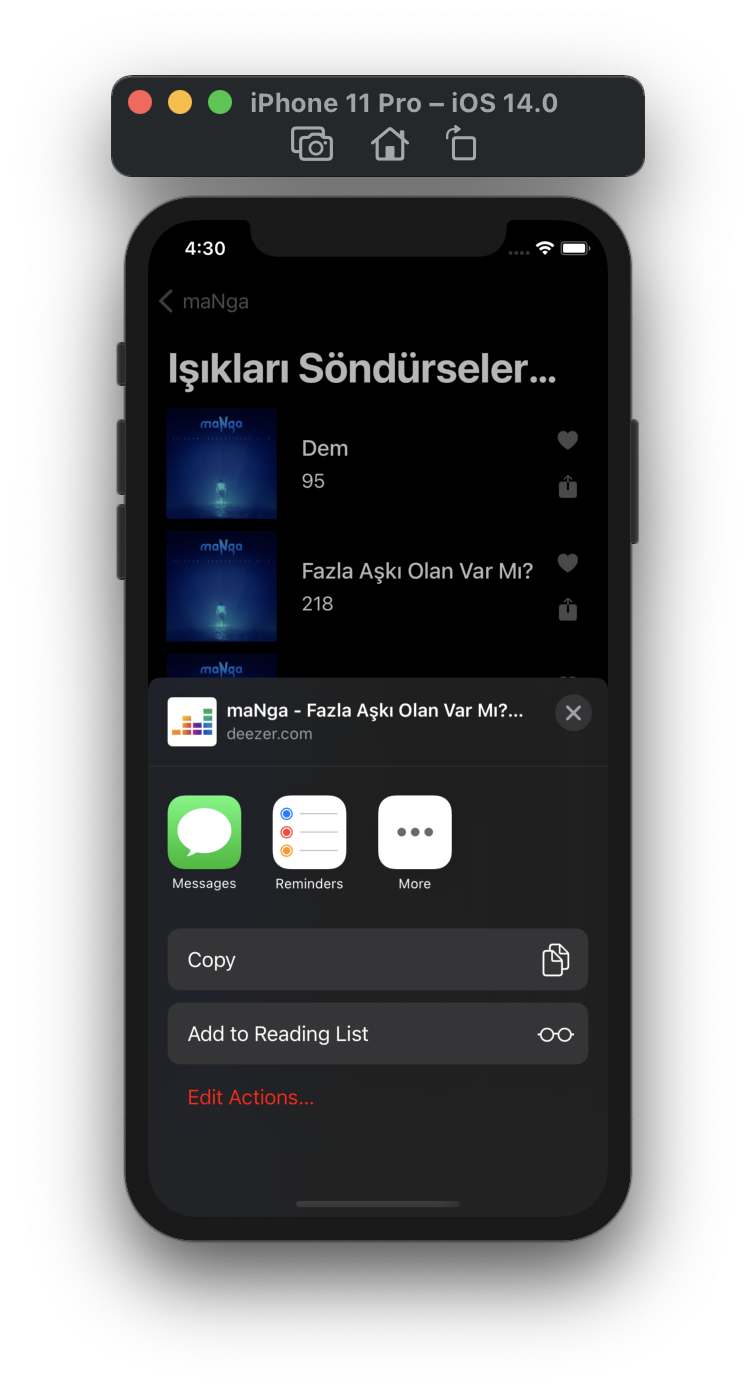 iPhone 11 Pro – iOS 14.0
4:30
maNga
Işıkları Söndürseler...
maNga
Dem
95
maNga
Fazla Aşkı Olan Var Mı?
218
maNga
maNga - Fazla Aşkı Olan Var Mı?...
deezer.com
Messages
Reminders
More
Copy
Add to Reading List
Edit Actions...